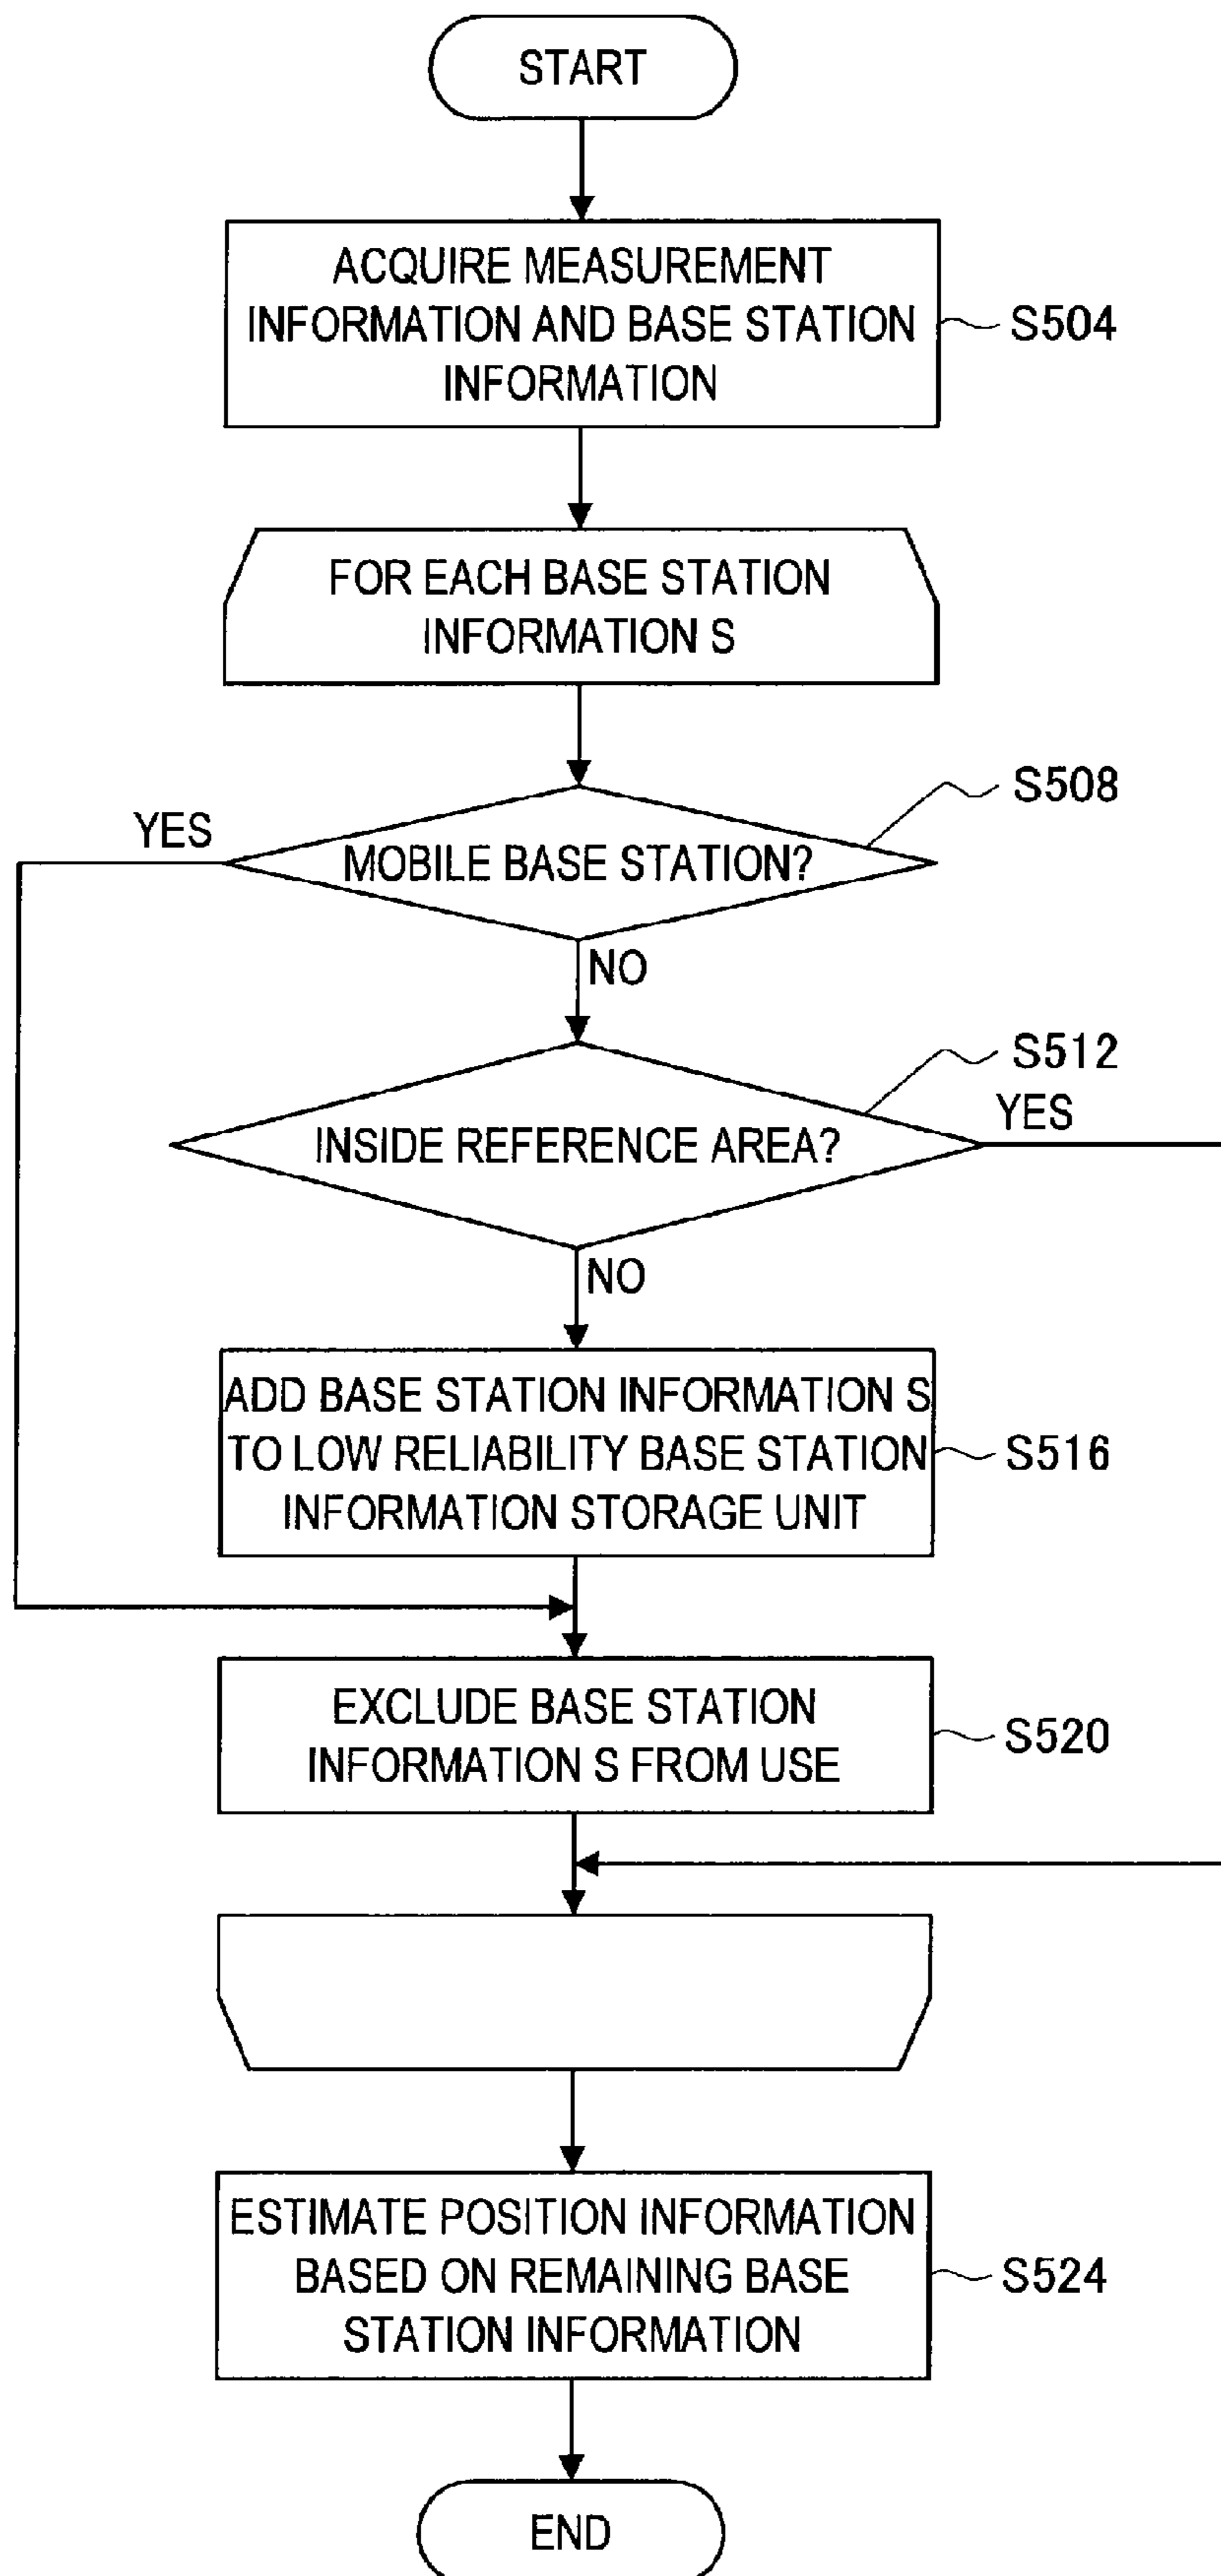 START
ACQUIRE MEASUREMENT
INFORMATION AND BASE STATION
INFORMATION
S504
FOR EACH BASE STATION
INFORMATION S
S508
YES
MOBILE BASE STATION?
NO
S512
YES
INSIDE REFERENCE AREA?
NO
ADD BASE STATION INFORMATION S
TO LOW RELIABILITY BASE STATION
INFORMATION STORAGE UNIT
S516
EXCLUDE BASE STATION
INFORMATION S FROM USE
S520
ESTIMATE POSITION INFORMATION
BASED ON REMAINING BASE
STATION INFORMATION
S524
END